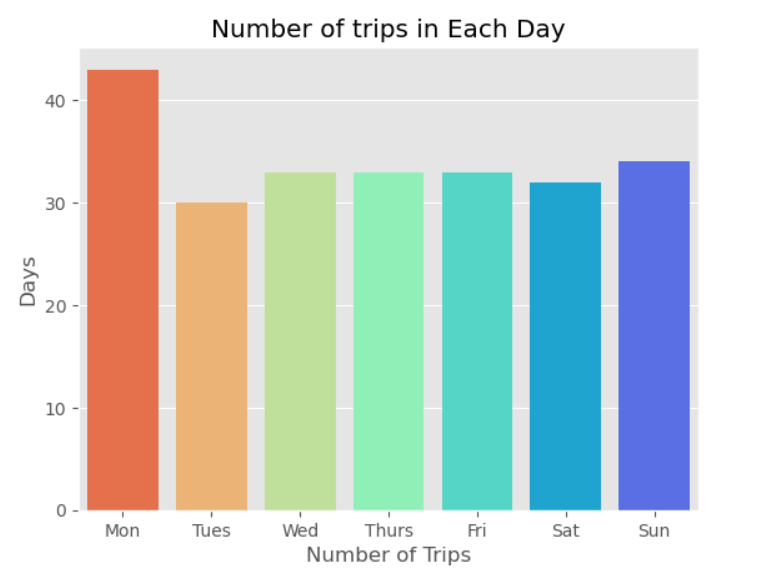 Number of trips in Each Day
40
30
20
10
0
Days
Mon Tues Wed Thurs Fri Sat Sun
Number of Trips